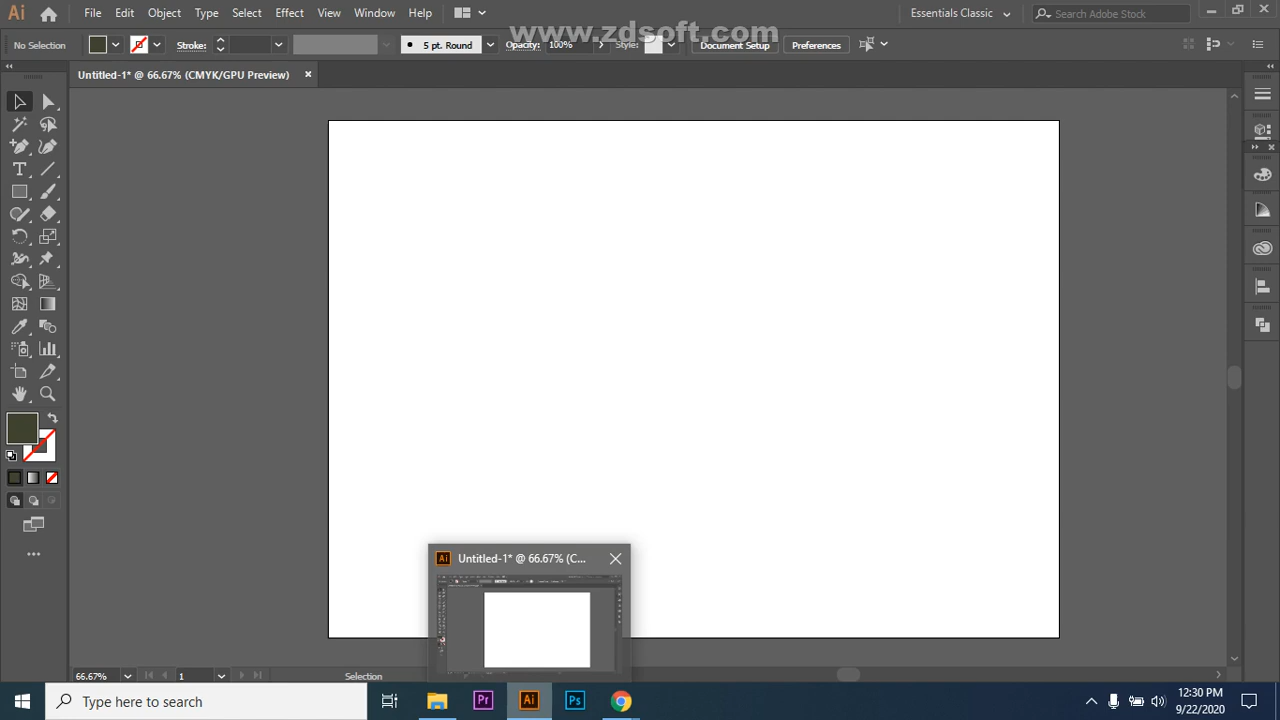 Ai File Edit Object Type Select Effect View Window Help Essentials Classic Search Adobe Stock
www.zdsoft.com
No Selection Stroke: 5 pt. Round Opacity: 100% Style: Document Setup Preferences
Untitled-1* @ 66.67% (CMYK/GPU Preview)
Ai Untitled-1* @ 66.67% (C...
66.67% 1 Selection
Type here to search Pr Ai Ps 12:30 PM
9/22/2020